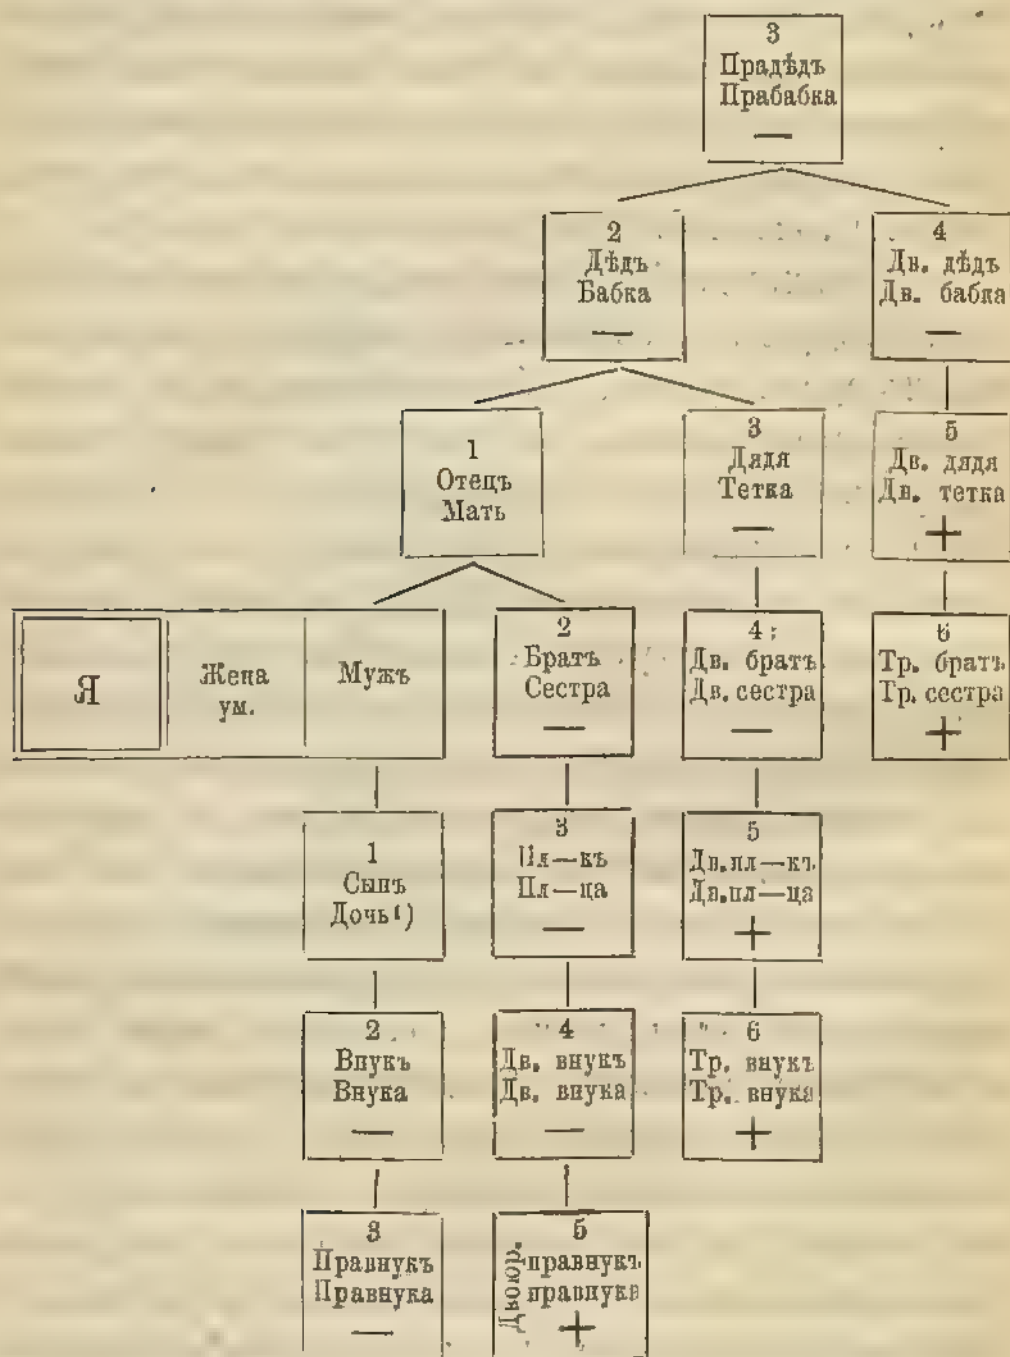 3
Прадѣдъ
Прабабка
—
2
Дѣдъ
Бабка
—
4
Дв. дѣдъ
Дв. бабка
—
1
Отецъ
Мать
3
Дядя
Тетка
—
5
Дв. дядя
Дв. тетка
+
Я
Жена
ум.
Мужъ
2
Братъ
Сестра
—
4
Дв. братъ
Дв. сестра
—
6
Тр. братъ
Тр. сестра
+
1
Сынъ
Дочь¹)
3
Пл—къ
Пл—ца
—
5
Дв. пл—къ
Дв. пл—ца
+
2
Внукъ
Внука
—
4
Дв. внукъ
Дв. внука
—
6
Тр. внукъ
Тр. внука
+
3
Правнукъ
Правнука
—
5
Двоюр.
правнукъ
правнука
+